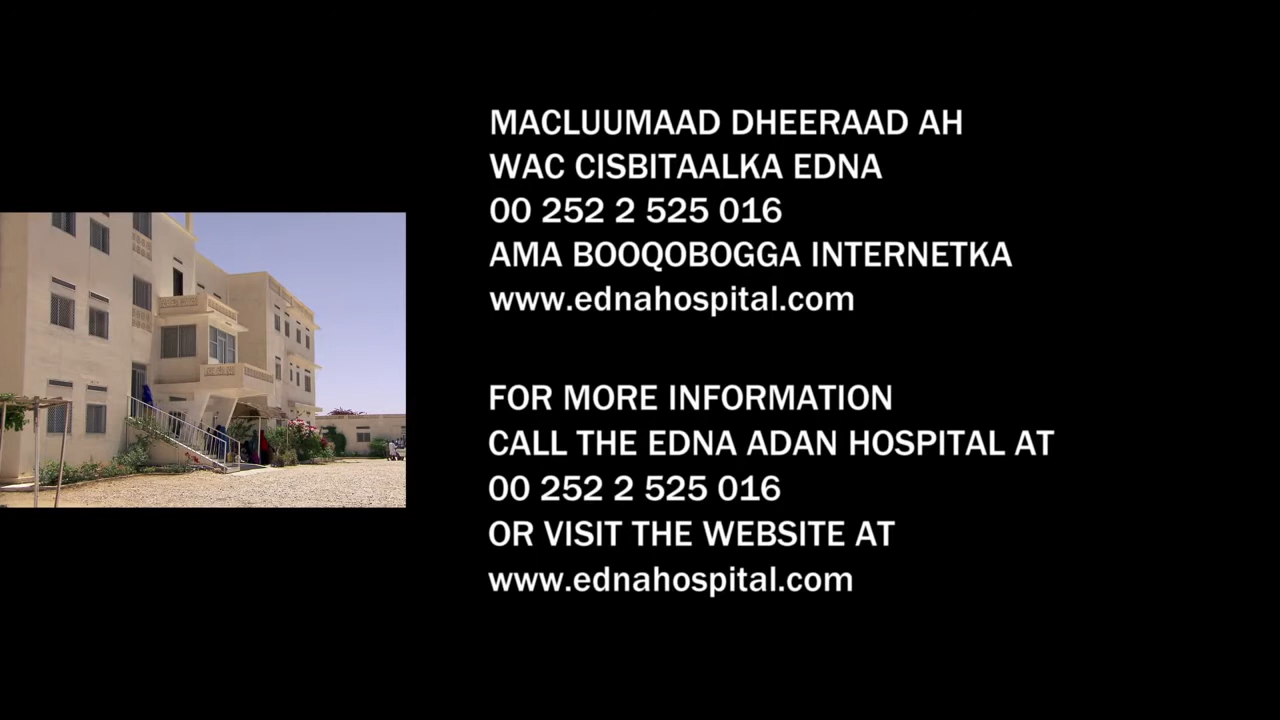 MACLUUMAAD DHEERAAD AH
WAC CISBITAALKA EDNA
00 252 2 525 016
AMA BOOQOBOGGA INTERNETKA
www.ednahospital.com
FOR MORE INFORMATION
CALL THE EDNA ADAN HOSPITAL AT
00 252 2 525 016
OR VISIT THE WEBSITE AT
www.ednahospital.com